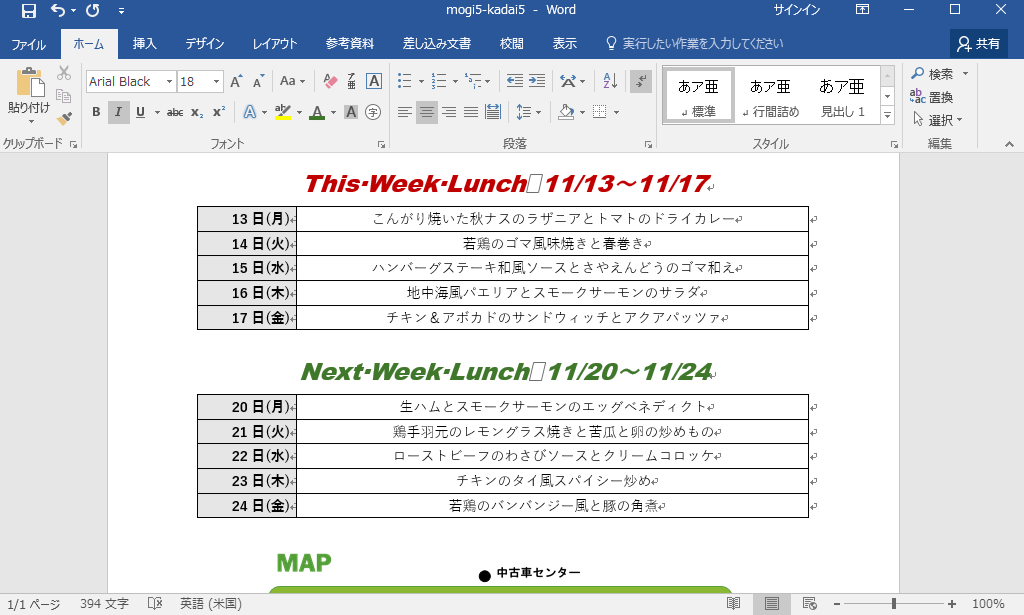 mogi5-kadai5 - Word
サインイン
ファイル ホーム 挿入 デザイン レイアウト 参考資料 差し込み文書 校閲 表示 実行したい作業を入力してください 共有
Arial Black 18 Aa
貼り付け
B I U abc x₂ x² A ab A A 字
あア亜 あア亜 あア亜
標準 行間詰め 見出し 1
検索
置換
選択
クリップボード フォント 段落 スタイル 編集
This Week Lunch 11/13～11/17
13 日(月) こんがり焼いた秋ナスのラザニアとトマトのドライカレー
14 日(火) 若鶏のゴマ風味焼きと春巻き
15 日(水) ハンバーグステーキ和風ソースとさやえんどうのゴマ和え
16 日(木) 地中海風パエリアとスモークサーモンのサラダ
17 日(金) チキン＆アボカドのサンドウィッチとアクアパッツァ
Next Week Lunch 11/20～11/24
20 日(月) 生ハムとスモークサーモンのエッグベネディクト
21 日(火) 鶏手羽元のレモングラス焼きと苦瓜と卵の炒めもの
22 日(水) ローストビーフのわさびソースとクリームコロッケ
23 日(木) チキンのタイ風スパイシー炒め
24 日(金) 若鶏のバンバンジー風と豚の角煮
MAP
中古車センター
1/1 ページ 394 文字 英語 (米国) 100%